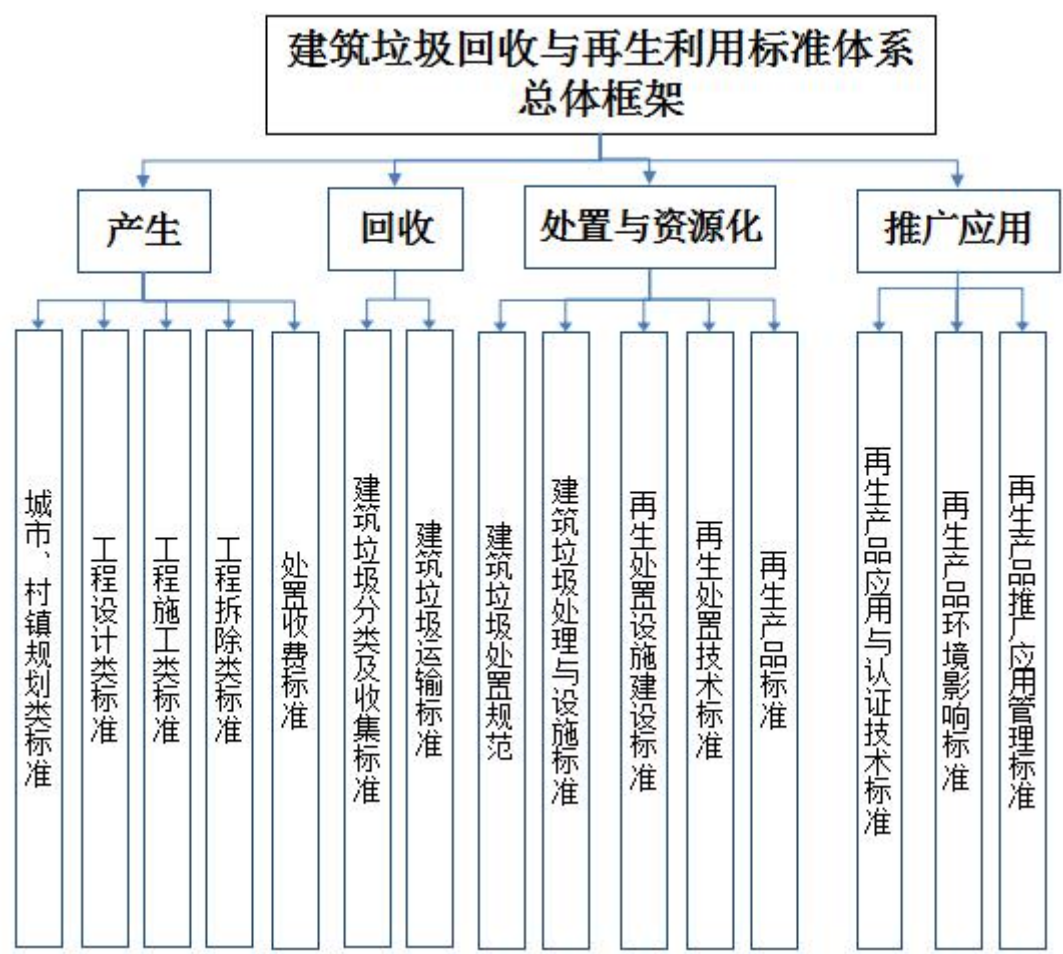 建筑垃圾回收与再生利用标准体系
总体框架
产生
回收
处置与资源化
推广应用
城市、村镇规划类标准
工程设计类标准
工程施工类标准
工程拆除类标准
处置收费标准
建筑垃圾分类及收集标准
建筑垃圾运输标准
建筑垃圾处置规范
建筑垃圾处理与设施标准
再生处置设施建设标准
再生处置技术标准
再生产品标准
再生产品应用与认证技术标准
再生产品环境影响标准
再生产品推广应用管理标准